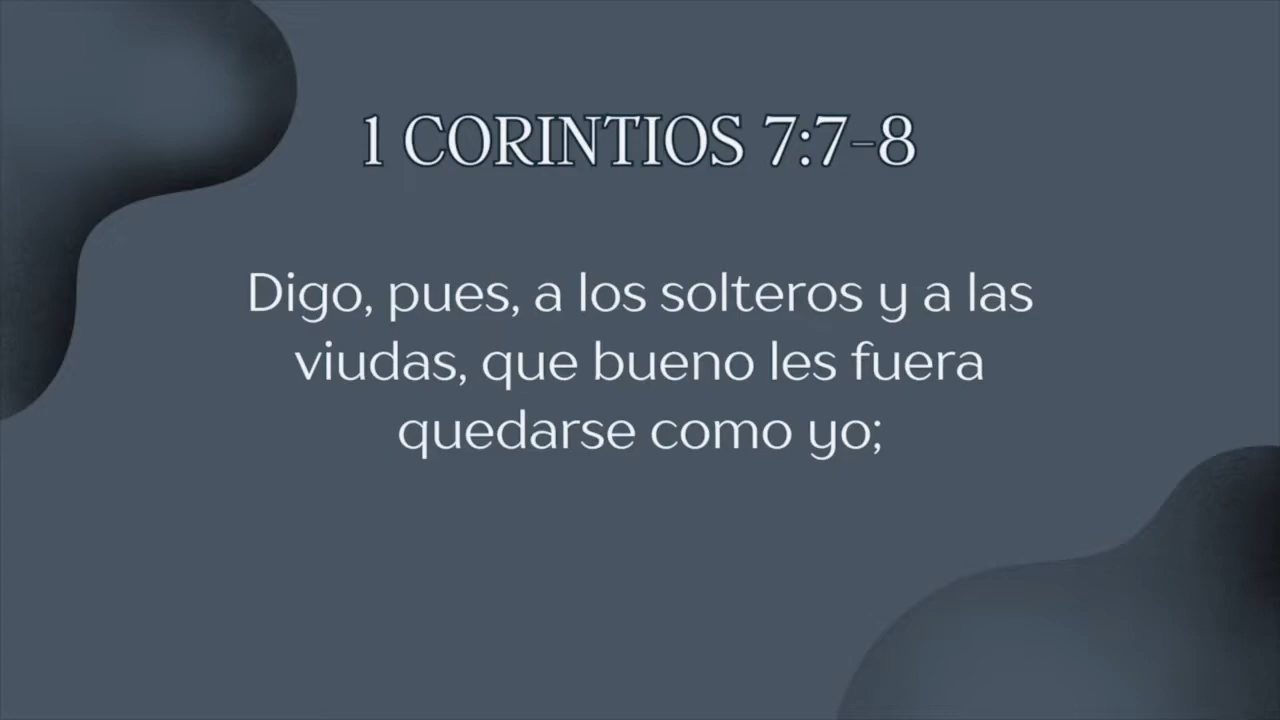 1 CORINTIOS 7:7-8
Digo, pues, a los solteros y a las
viudas, que bueno les fuera
quedarse como yo;